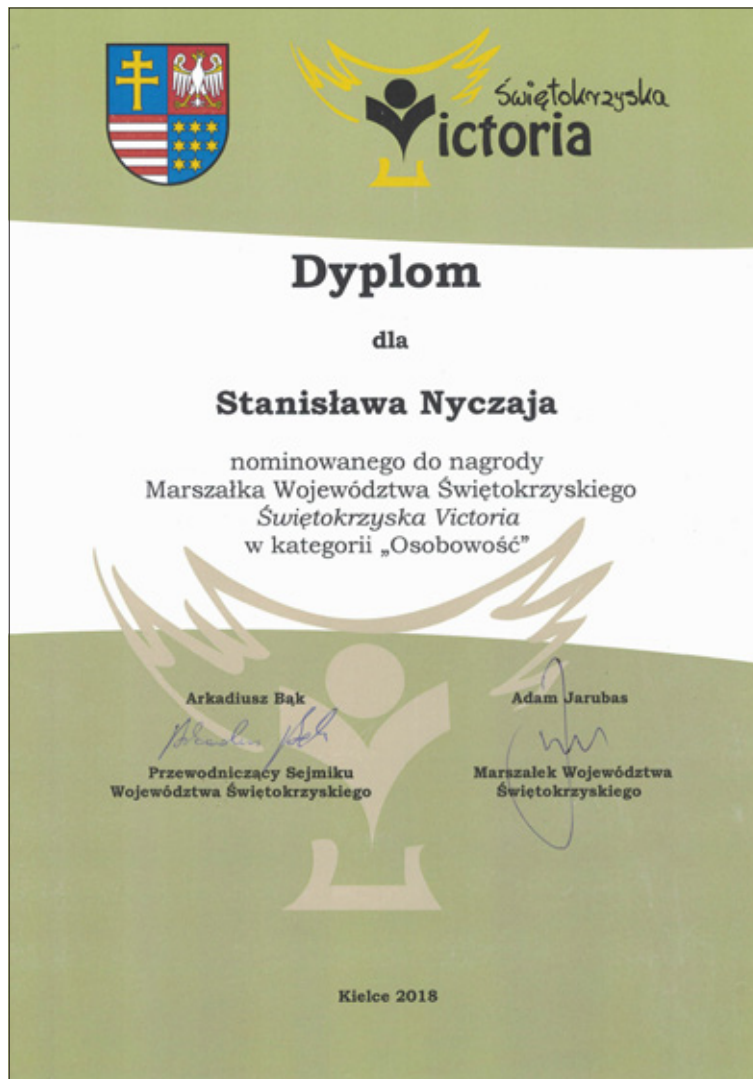 Świętokrzyska
Victoria
Dyplom
dla
Stanisława Nyczaja
nominowanego do nagrody
Marszałka Województwa Świętokrzyskiego
Świętokrzyska Victoria
w kategorii „Osobowość”
Arkadiusz Bąk
Przewodniczący Sejmiku
Województwa Świętokrzyskiego
Adam Jarubas
Marszałek Województwa
Świętokrzyskiego
Kielce 2018